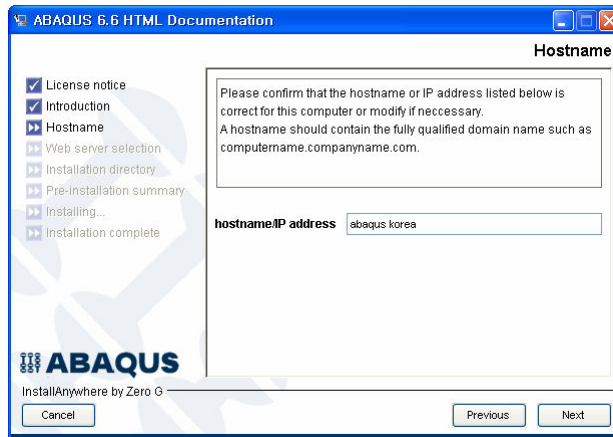 ABAQUS 6.6 HTML Documentation
Hostname
License notice
Introduction
Hostname
Web server selection
Installation directory
Pre-installation summary
Installing...
Installation complete
Please confirm that the hostname or IP address listed below is
correct for this computer or modify if neccessary.
A hostname should contain the fully qualified domain name such as
computername.companyname.com.
hostname/IP address abaqus korea
ABAQUS
InstallAnywhere by Zero G
Cancel Previous Next